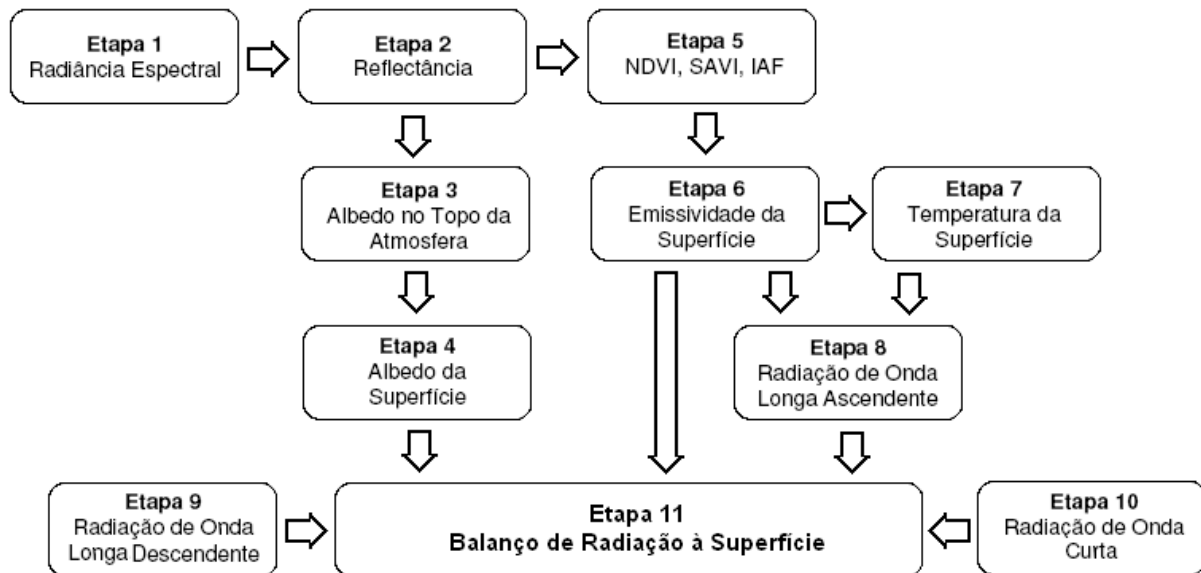 Etapa 1
Radiância Espectral
Etapa 2
Reflectância
Etapa 5
NDVI, SAVI, IAF
Etapa 3
Albedo no Topo da
Atmosfera
Etapa 6
Emissividade da
Superfície
Etapa 7
Temperatura da
Superfície
Etapa 4
Albedo da
Superfície
Etapa 8
Radiação de Onda
Longa Ascendente
Etapa 9
Radiação de Onda
Longa Descendente
Etapa 11
Balanço de Radiação à Superfície
Etapa 10
Radiação de Onda
Curta